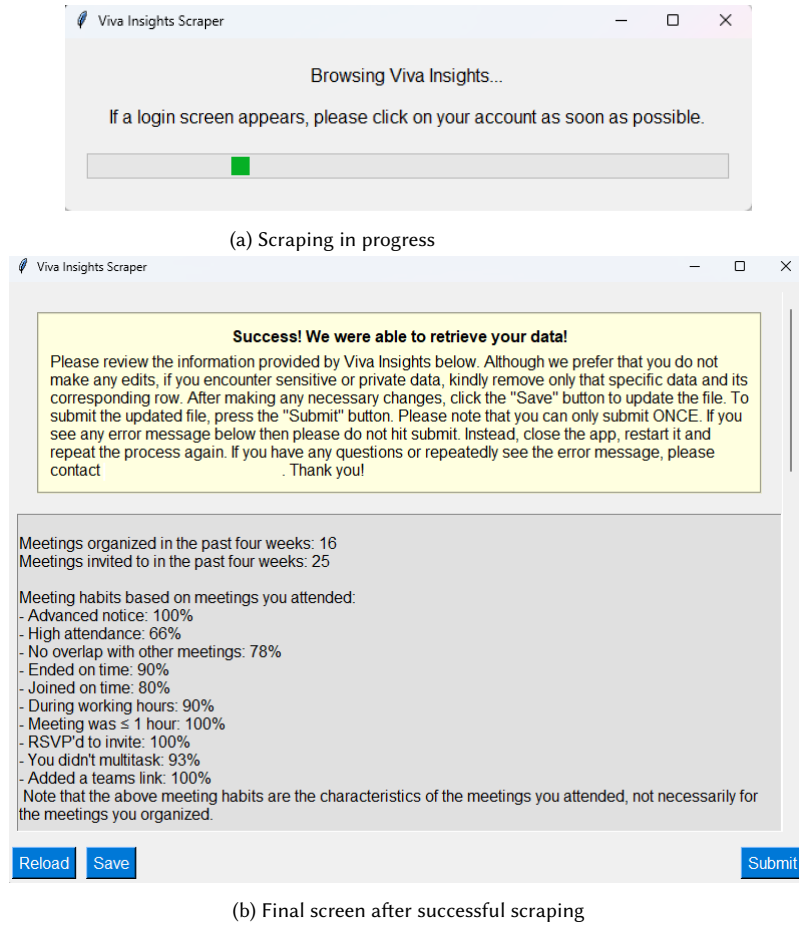 Viva Insights Scraper
Browsing Viva Insights...
If a login screen appears, please click on your account as soon as possible.
(a) Scraping in progress
Viva Insights Scraper
Success! We were able to retrieve your data!
Please review the information provided by Viva Insights below. Although we prefer that you do not
make any edits, if you encounter sensitive or private data, kindly remove only that specific data and its
corresponding row. After making any necessary changes, click the "Save" button to update the file. To
submit the updated file, press the "Submit" button. Please note that you can only submit ONCE. If you
see any error message below then please do not hit submit. Instead, close the app, restart it and
repeat the process again. If you have any questions or repeatedly see the error message, please
contact . Thank you!
Meetings organized in the past four weeks: 16
Meetings invited to in the past four weeks: 25
Meeting habits based on meetings you attended:
- Advanced notice: 100%
- High attendance: 66%
- No overlap with other meetings: 78%
- Ended on time: 90%
- Joined on time: 80%
- During working hours: 90%
- Meeting was ≤ 1 hour: 100%
- RSVP'd to invite: 100%
- You didn't multitask: 93%
- Added a teams link: 100%
Note that the above meeting habits are the characteristics of the meetings you attended, not necessarily for
the meetings you organized.
Reload Save Submit
(b) Final screen after successful scraping